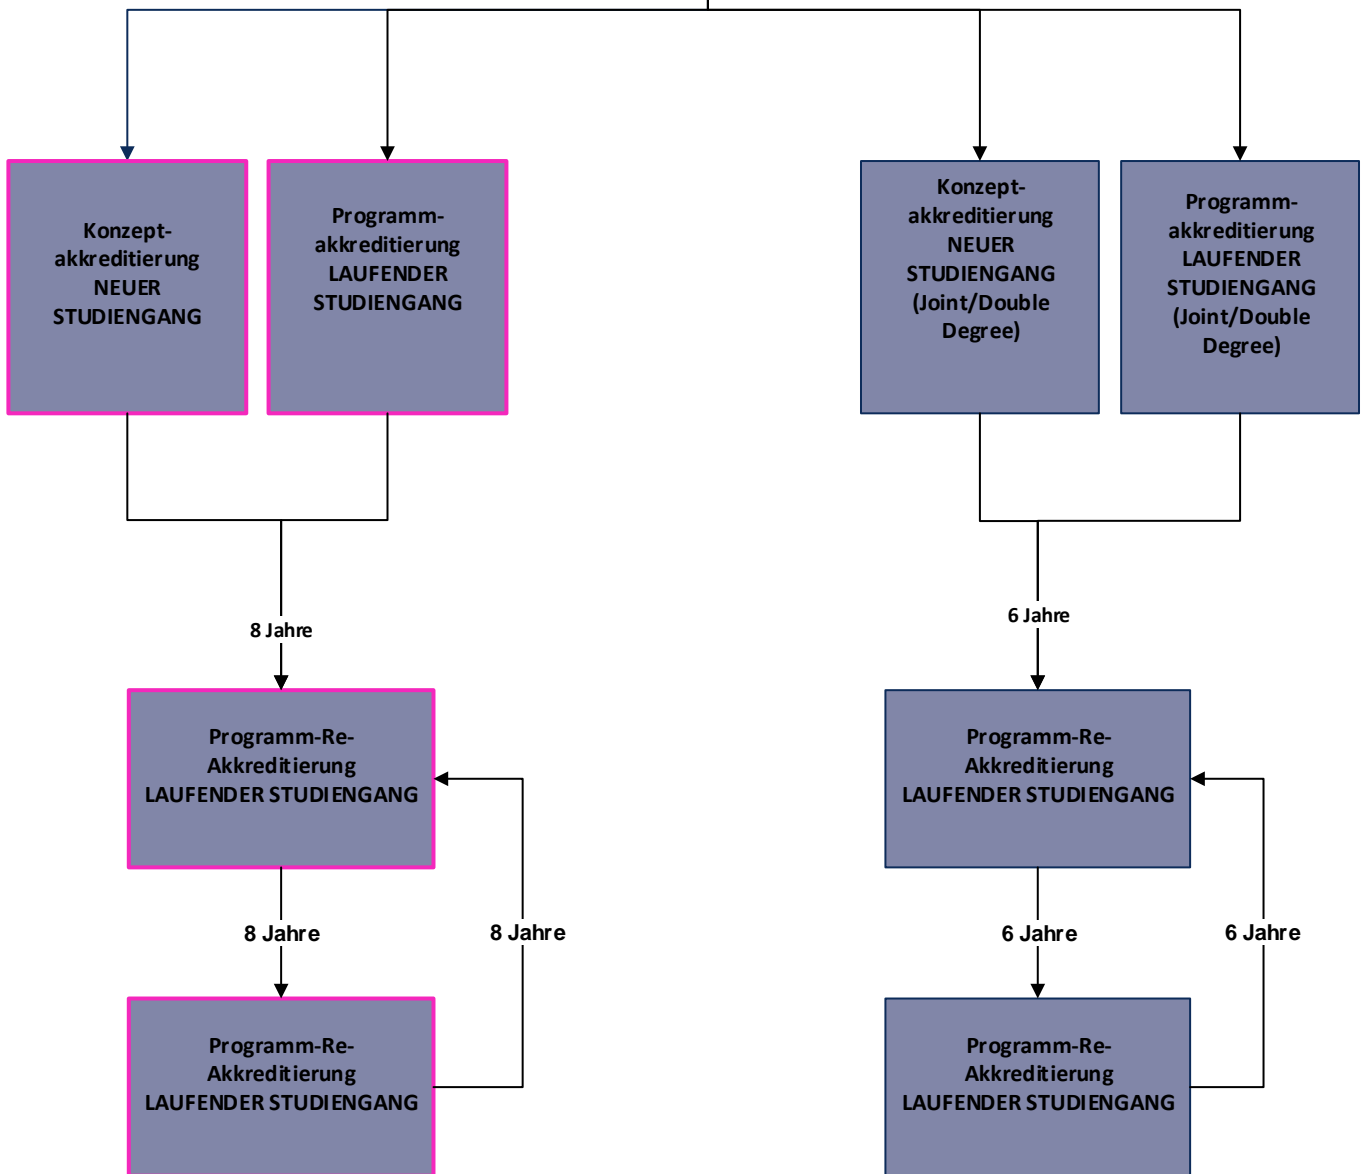 Konzept-
akkreditierung
NEUER
STUDIENGANG
Programm-
akkreditierung
LAUFENDER
STUDIENGANG
Konzept-
akkreditierung
NEUER
STUDIENGANG
(Joint/Double
Degree)
Programm-
akkreditierung
LAUFENDER
STUDIENGANG
(Joint/Double
Degree)
8 Jahre
6 Jahre
Programm-Re-
Akkreditierung
LAUFENDER STUDIENGANG
Programm-Re-
Akkreditierung
LAUFENDER STUDIENGANG
8 Jahre
8 Jahre
6 Jahre
6 Jahre
Programm-Re-
Akkreditierung
LAUFENDER STUDIENGANG
Programm-Re-
Akkreditierung
LAUFENDER STUDIENGANG